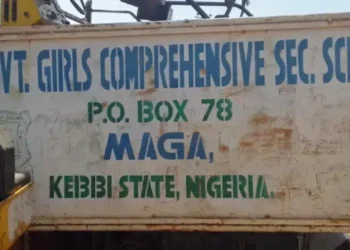 VT. GIRLS COMPREHENSIVE SEC. SC
P.O. BOX 78
MAGA,
KEBBI STATE, NIGERIA.